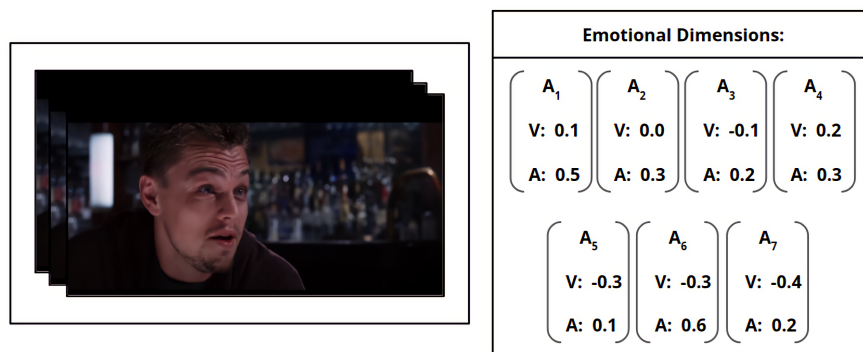 Emotional Dimensions:
A1 A2 A3 A4
V: 0.1 V: 0.0 V: -0.1 V: 0.2
A: 0.5 A: 0.3 A: 0.2 A: 0.3
A5 A6 A7
V: -0.3 V: -0.3 V: -0.4
A: 0.1 A: 0.6 A: 0.2